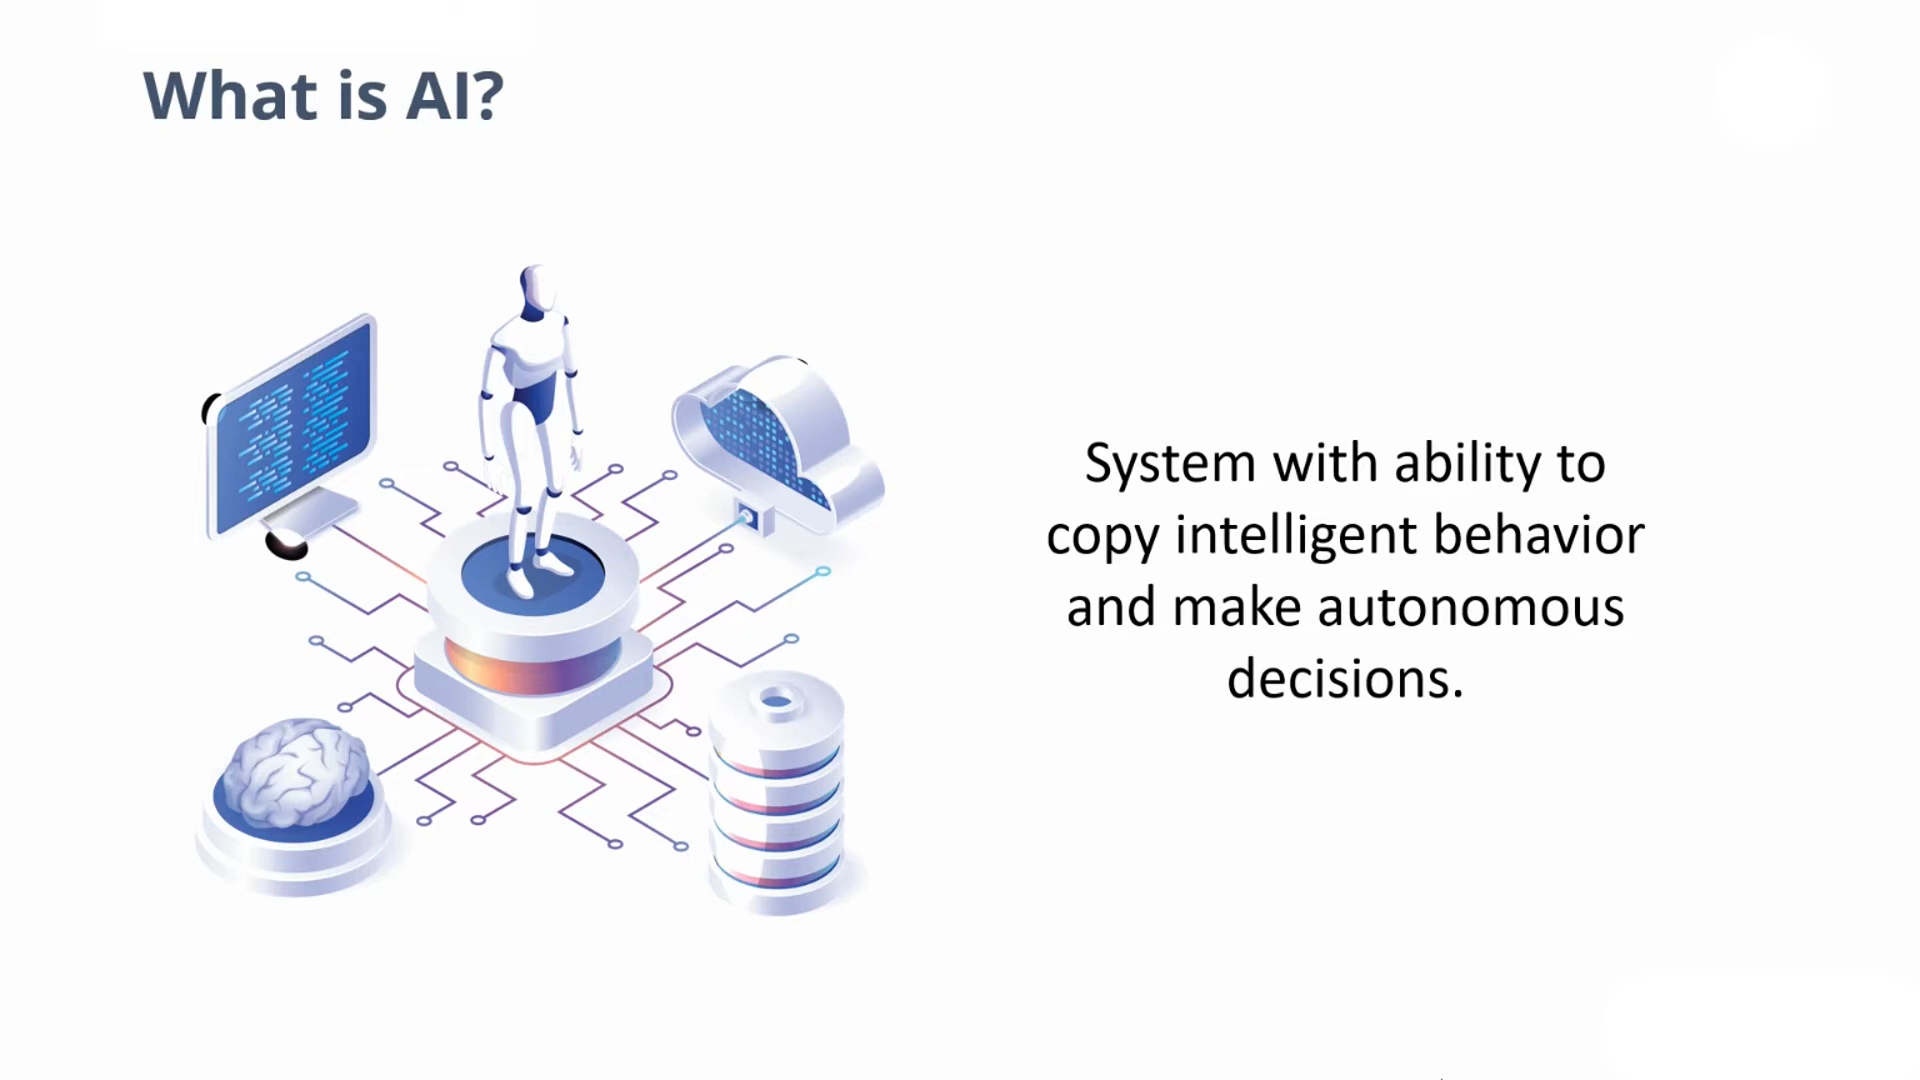 What is AI?
System with ability to
copy intelligent behavior
and make autonomous
decisions.